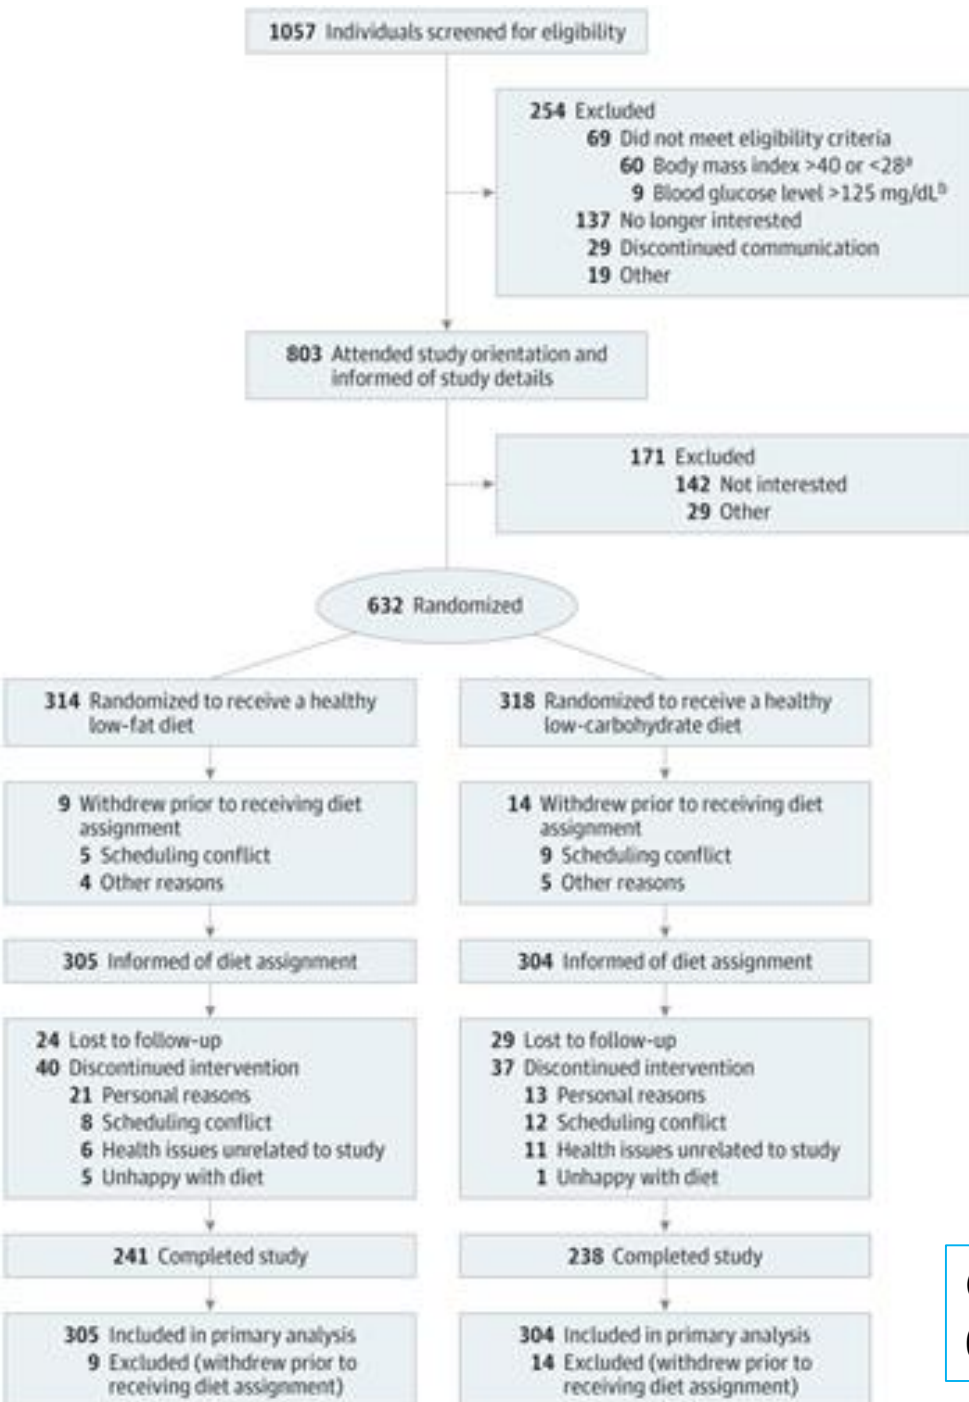 1057 Individuals screened for eligibility
254 Excluded
69 Did not meet eligibility criteria
60 Body mass index >40 or <28ª
9 Blood glucose level >125 mg/dLᵇ
137 No longer interested
29 Discontinued communication
19 Other
803 Attended study orientation and
informed of study details
171 Excluded
142 Not interested
29 Other
632 Randomized
314 Randomized to receive a healthy
low-fat diet
9 Withdrew prior to receiving diet
assignment
5 Scheduling conflict
4 Other reasons
305 Informed of diet assignment
24 Lost to follow-up
40 Discontinued intervention
21 Personal reasons
8 Scheduling conflict
6 Health issues unrelated to study
5 Unhappy with diet
241 Completed study
305 Included in primary analysis
9 Excluded (withdrew prior to
receiving diet assignment)
318 Randomized to receive a healthy
low-carbohydrate diet
14 Withdrew prior to receiving diet
assignment
9 Scheduling conflict
5 Other reasons
304 Informed of diet assignment
29 Lost to follow-up
37 Discontinued intervention
13 Personal reasons
12 Scheduling conflict
11 Health issues unrelated to study
1 Unhappy with diet
238 Completed study
304 Included in primary analysis
14 Excluded (withdrew prior to
receiving diet assignment)